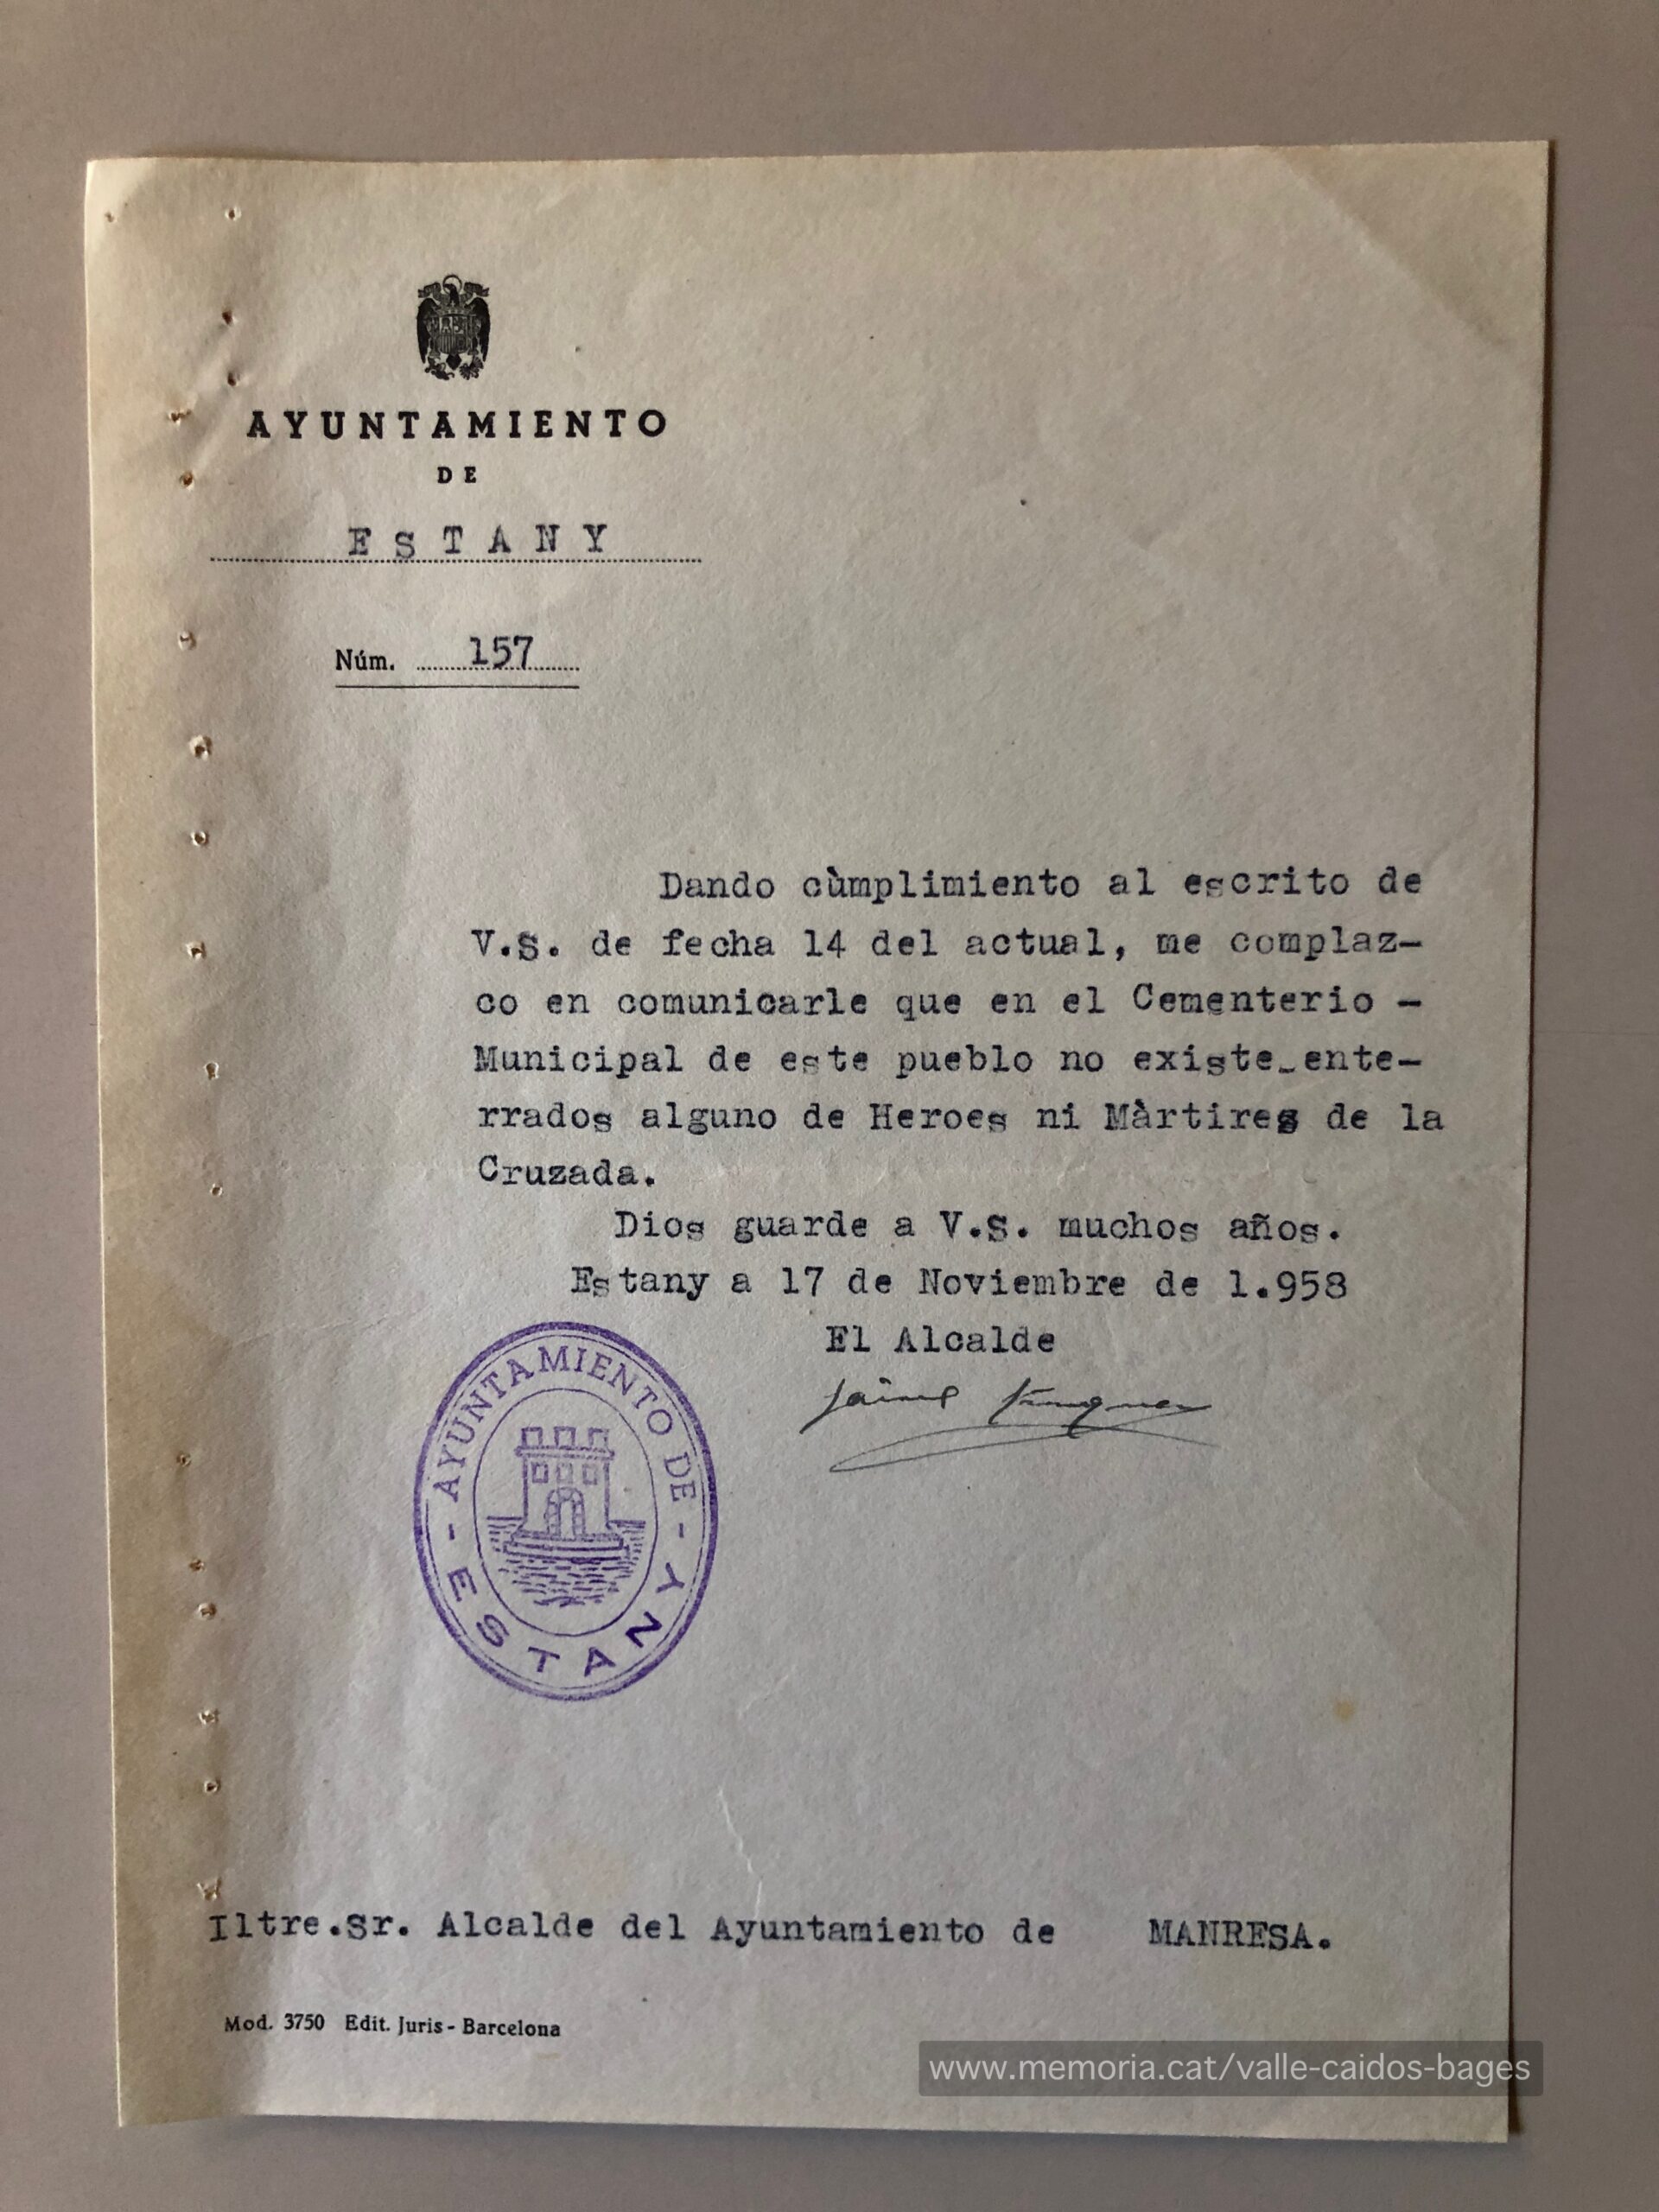 AYUNTAMIENTO
DE
ESTANY
Núm. 157
Dando cùmplimiento al escrito de
V.S. de fecha 14 del actual, me complaz-
co en comunicarle que en el Cementerio -
Municipal de este pueblo no existe_ente-
rrados alguno de Heroes ni Màrtires de la
Cruzada.
Dios guarde a V.S. muchos años.
Estany a 17 de Noviembre de 1.958
El Alcalde
Jaime
AYUNTAMIENTO DE
- ESTANY -
Iltre.Sr. Alcalde del Ayuntamiento de MANRESA.
Mod. 3750 Edit. Juris - Barcelona
www.memoria.cat/valle-caidos-bages